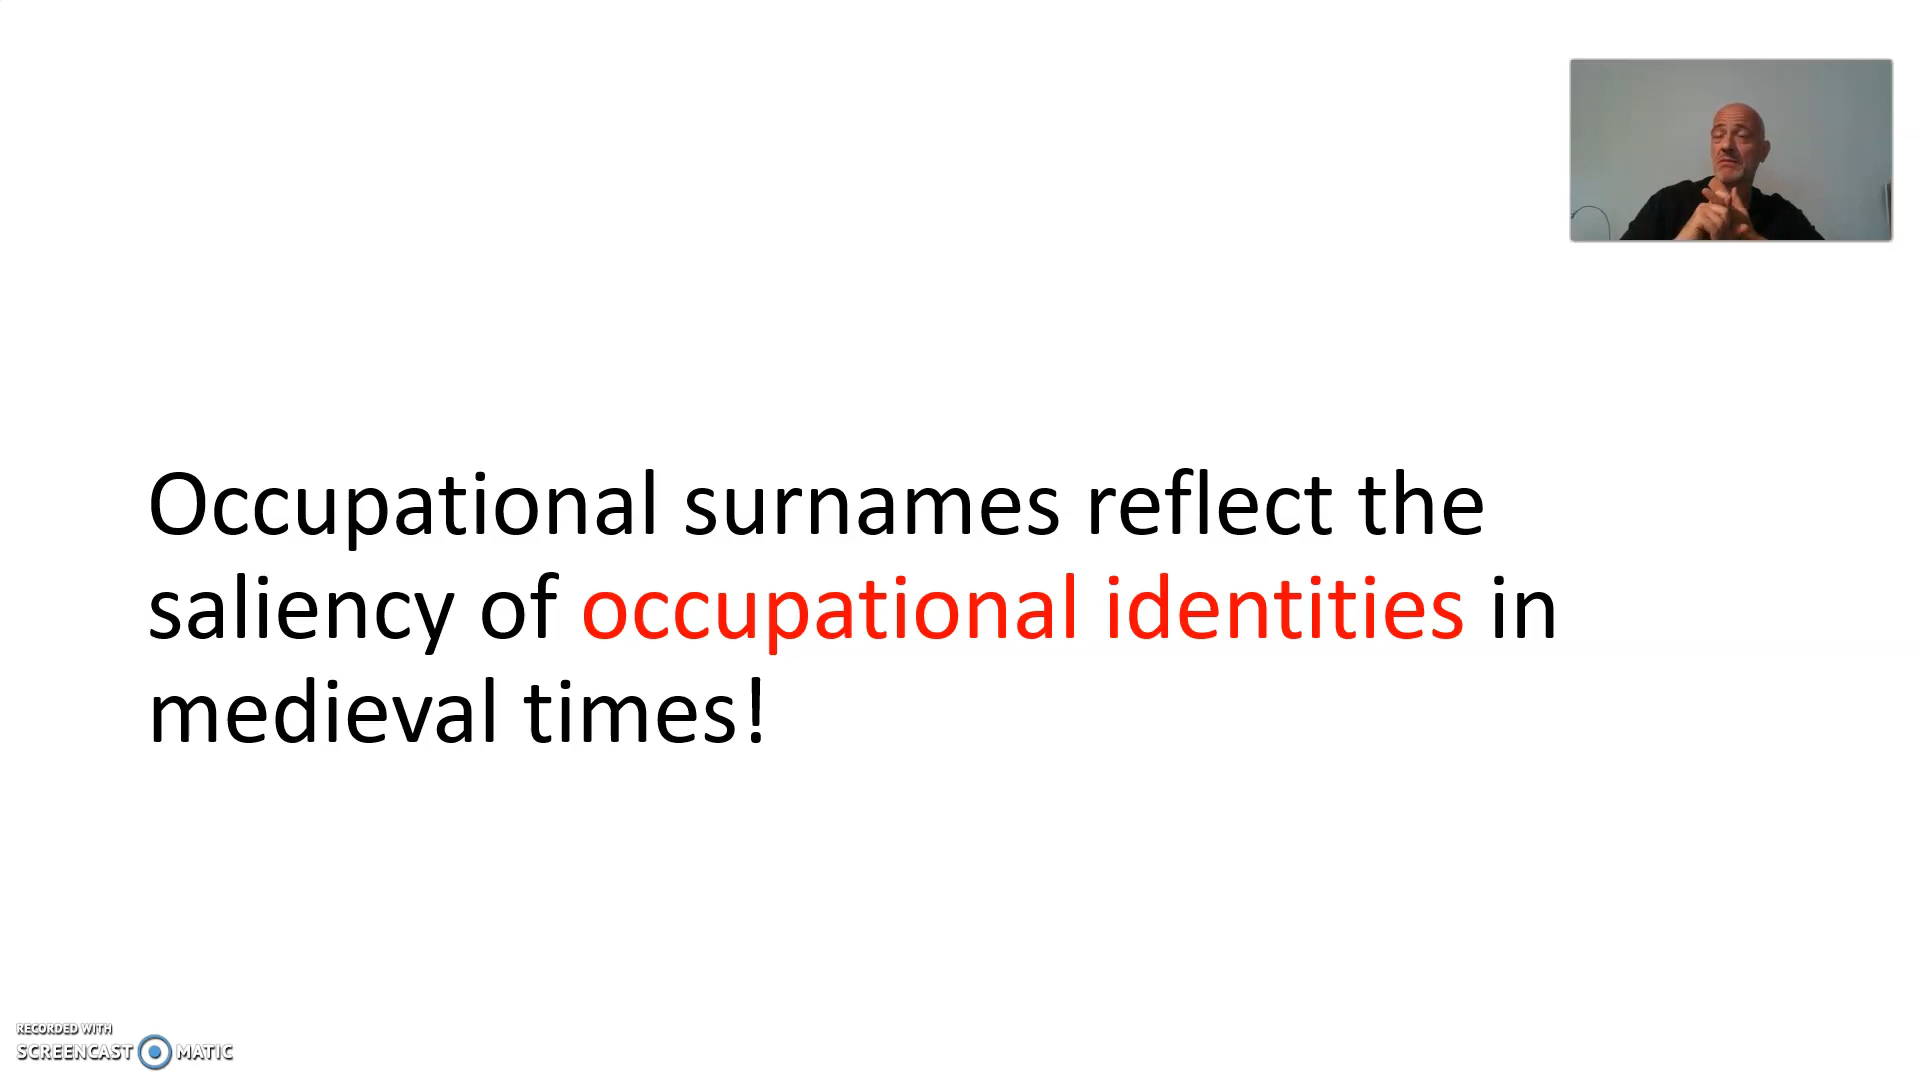 Occupational surnames reflect the
saliency of occupational identities in
medieval times!
RECORDED WITH
SCREENCAST MATIC